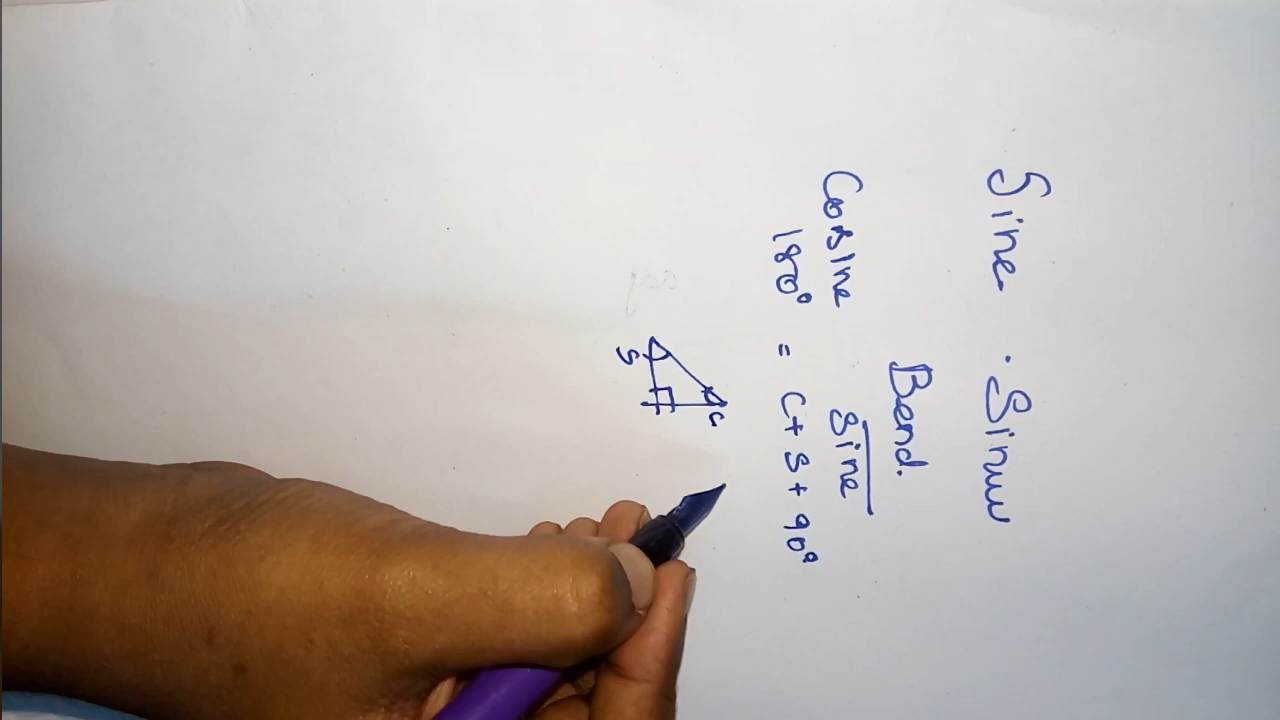 Sine. Sinus
Bend.
Cosine Sine
180° = C + S + 90°
S C